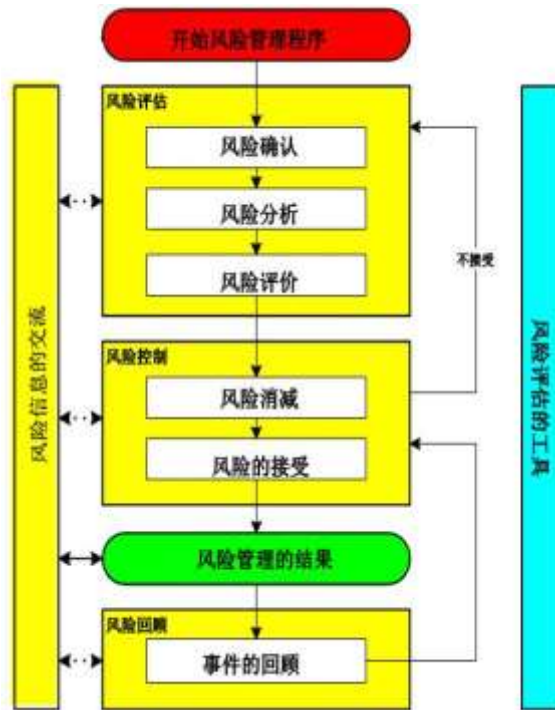 开始风险管理程序
风险评估
风险确认
风险分析
风险评价
不接受
风险控制
风险消减
风险的接受
风险管理的结果
风险回顾
事件的回顾
风险信息的交流
风险评估的工具